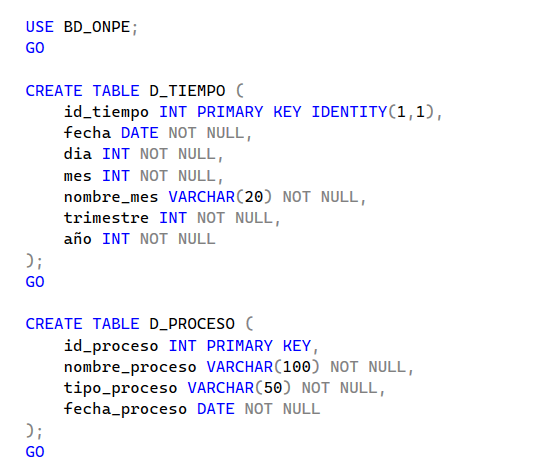 USE BD_ONPE;
GO
CREATE TABLE D_TIEMPO (
id_tiempo INT PRIMARY KEY IDENTITY(1,1),
fecha DATE NOT NULL,
dia INT NOT NULL,
mes INT NOT NULL,
nombre_mes VARCHAR(20) NOT NULL,
trimestre INT NOT NULL,
año INT NOT NULL
);
GO
CREATE TABLE D_PROCESO (
id_proceso INT PRIMARY KEY,
nombre_proceso VARCHAR(100) NOT NULL,
tipo_proceso VARCHAR(50) NOT NULL,
fecha_proceso DATE NOT NULL
);
GO